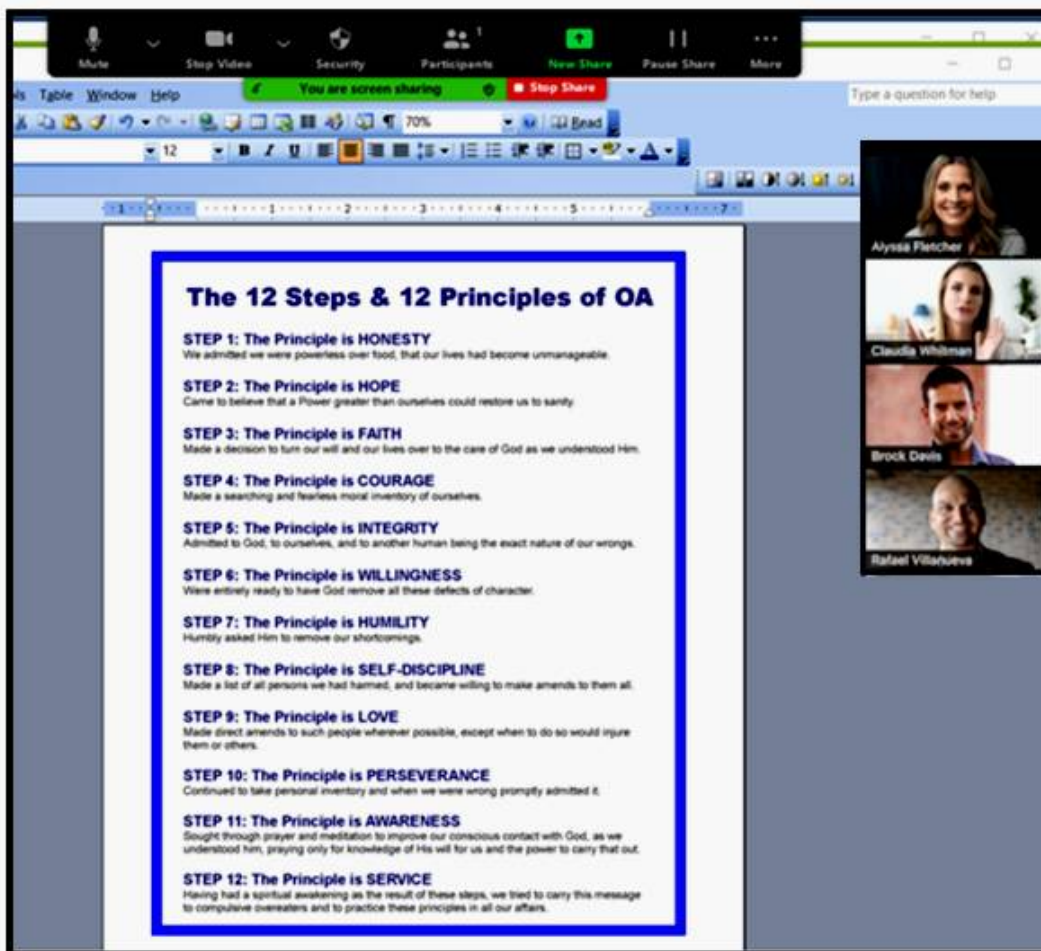 1
Mute Stop Video Security Participants New Share Pause Share More
You are screen sharing Stop Share
Table Window Help Type a question for help
70% Read
12 B I U A
1 1 2 3 4 5 7
The 12 Steps & 12 Principles of OA
STEP 1: The Principle is HONESTY
We admitted we were powerless over food, that our lives had become unmanageable.
STEP 2: The Principle is HOPE
Came to believe that a Power greater than ourselves could restore us to sanity.
STEP 3: The Principle is FAITH
Made a decision to turn our will and our lives over to the care of God as we understood Him.
STEP 4: The Principle is COURAGE
Made a searching and fearless moral inventory of ourselves.
STEP 5: The Principle is INTEGRITY
Admitted to God, to ourselves, and to another human being the exact nature of our wrongs.
STEP 6: The Principle is WILLINGNESS
Were entirely ready to have God remove all these defects of character.
STEP 7: The Principle is HUMILITY
Humbly asked Him to remove our shortcomings.
STEP 8: The Principle is SELF-DISCIPLINE
Made a list of all persons we had harmed, and became willing to make amends to them all.
STEP 9: The Principle is LOVE
Made direct amends to such people wherever possible, except when to do so would injure
them or others.
STEP 10: The Principle is PERSEVERANCE
Continued to take personal inventory and when we were wrong promptly admitted it.
STEP 11: The Principle is AWARENESS
Sought through prayer and meditation to improve our conscious contact with God, as we
understood him, praying only for knowledge of His will for us and the power to carry that out.
STEP 12: The Principle is SERVICE
Having had a spiritual awakening as the result of these steps, we tried to carry this message
to compulsive overeaters and to practice these principles in all our affairs.
Alyssa Fletcher
Claudia Whitman
Brock Davis
Rafael Villanueva